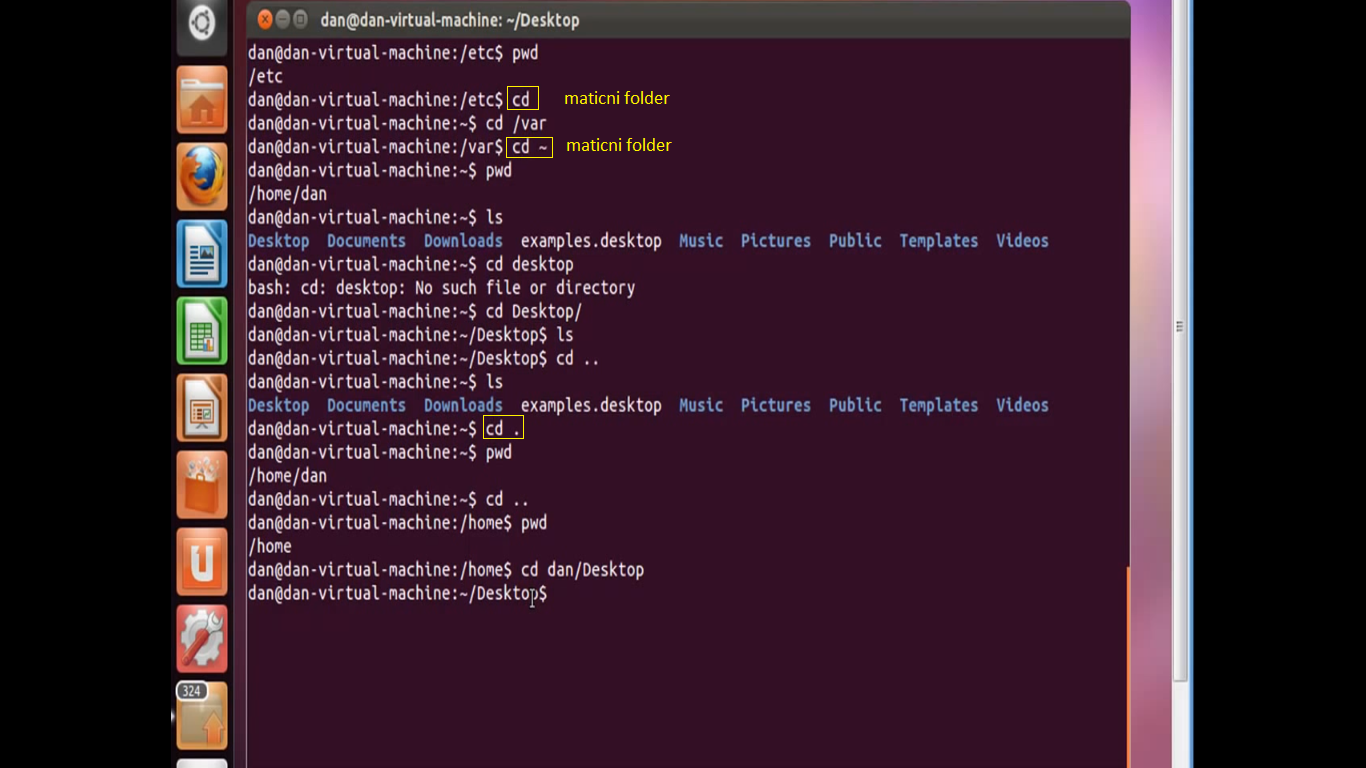 dan@dan-virtual-machine: ~/Desktop
dan@dan-virtual-machine:/etc$ pwd
/etc
dan@dan-virtual-machine:/etc$ cd maticni folder
dan@dan-virtual-machine:~$ cd /var
dan@dan-virtual-machine:/var$ cd ~ maticni folder
dan@dan-virtual-machine:~$ pwd
/home/dan
dan@dan-virtual-machine:~$ ls
Desktop Documents Downloads examples.desktop Music Pictures Public Templates Videos
dan@dan-virtual-machine:~$ cd desktop
bash: cd: desktop: No such file or directory
dan@dan-virtual-machine:~$ cd Desktop/
dan@dan-virtual-machine:~/Desktop$ ls
dan@dan-virtual-machine:~/Desktop$ cd ..
dan@dan-virtual-machine:~$ ls
Desktop Documents Downloads examples.desktop Music Pictures Public Templates Videos
dan@dan-virtual-machine:~$ cd .
dan@dan-virtual-machine:~$ pwd
/home/dan
dan@dan-virtual-machine:~$ cd ..
dan@dan-virtual-machine:/home$ pwd
/home
dan@dan-virtual-machine:/home$ cd dan/Desktop
dan@dan-virtual-machine:~/Desktop$
324